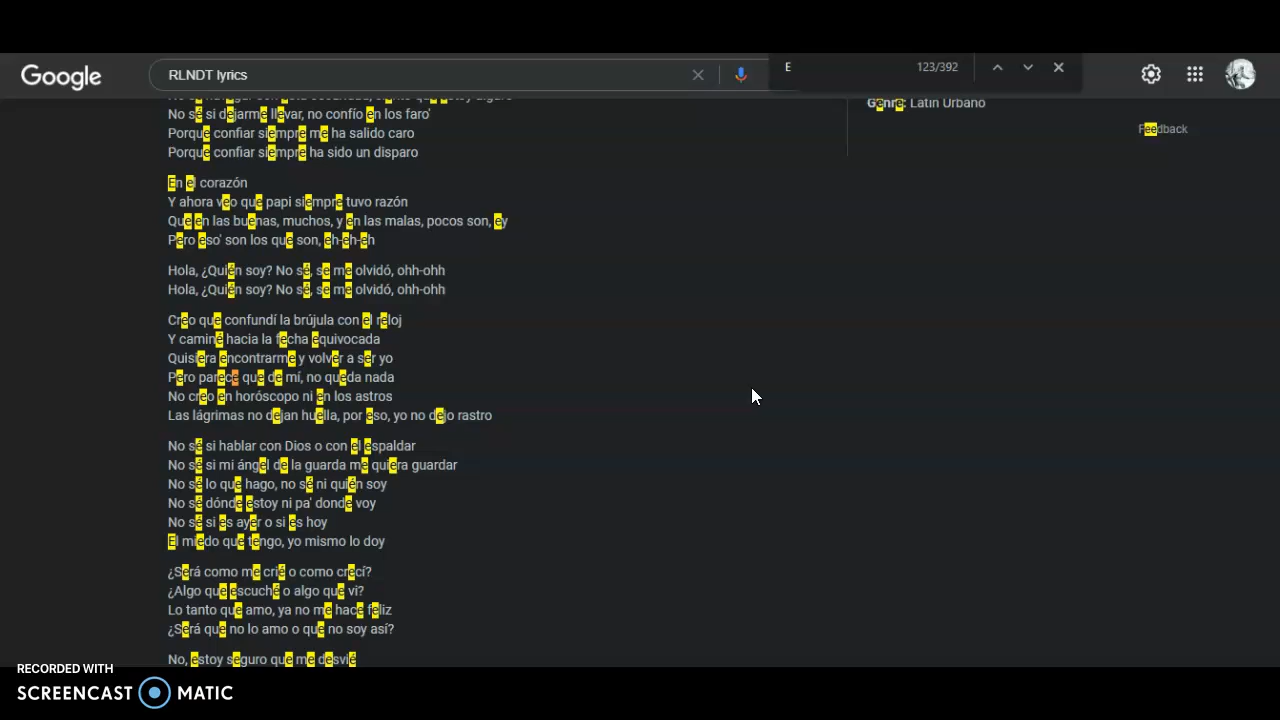 Google
RLNDT lyrics
E
123/392
Genre: Latin Urbano
Feedback
No sé si dejarme llevar, no confío en los faro'
Porque confiar siempre me ha salido caro
Porque confiar siempre ha sido un disparo
En el corazón
Y ahora veo que papi siempre tuvo razón
Que en las buenas, muchos, y en las malas, pocos son, ey
Pero eso' son los que son, eh-eh-eh
Hola, ¿Quién soy? No sé, se me olvidó, ohh-ohh
Hola, ¿Quién soy? No sé, se me olvidó, ohh-ohh
Creo que confundí la brújula con el reloj
Y caminé hacia la fecha equivocada
Quisiera encontrarme y volver a ser yo
Pero parece que de mí, no queda nada
No creo en horóscopo ni en los astros
Las lágrimas no dejan huella, por eso, yo no dejo rastro
No sé si hablar con Dios o con el espaldar
No sé si mi ángel de la guarda me quiera guardar
No sé lo que hago, no sé ni quién soy
No sé dónde estoy ni pa' donde voy
No sé si es ayer o si es hoy
El miedo que tengo, yo mismo lo doy
¿Será como me crié o como crecí?
¿Algo que escuché o algo que vi?
Lo tanto que amo, ya no me hace feliz
¿Será que no lo amo o que no soy así?
No, estoy seguro que me desvié
RECORDED WITH
SCREENCAST MATIC